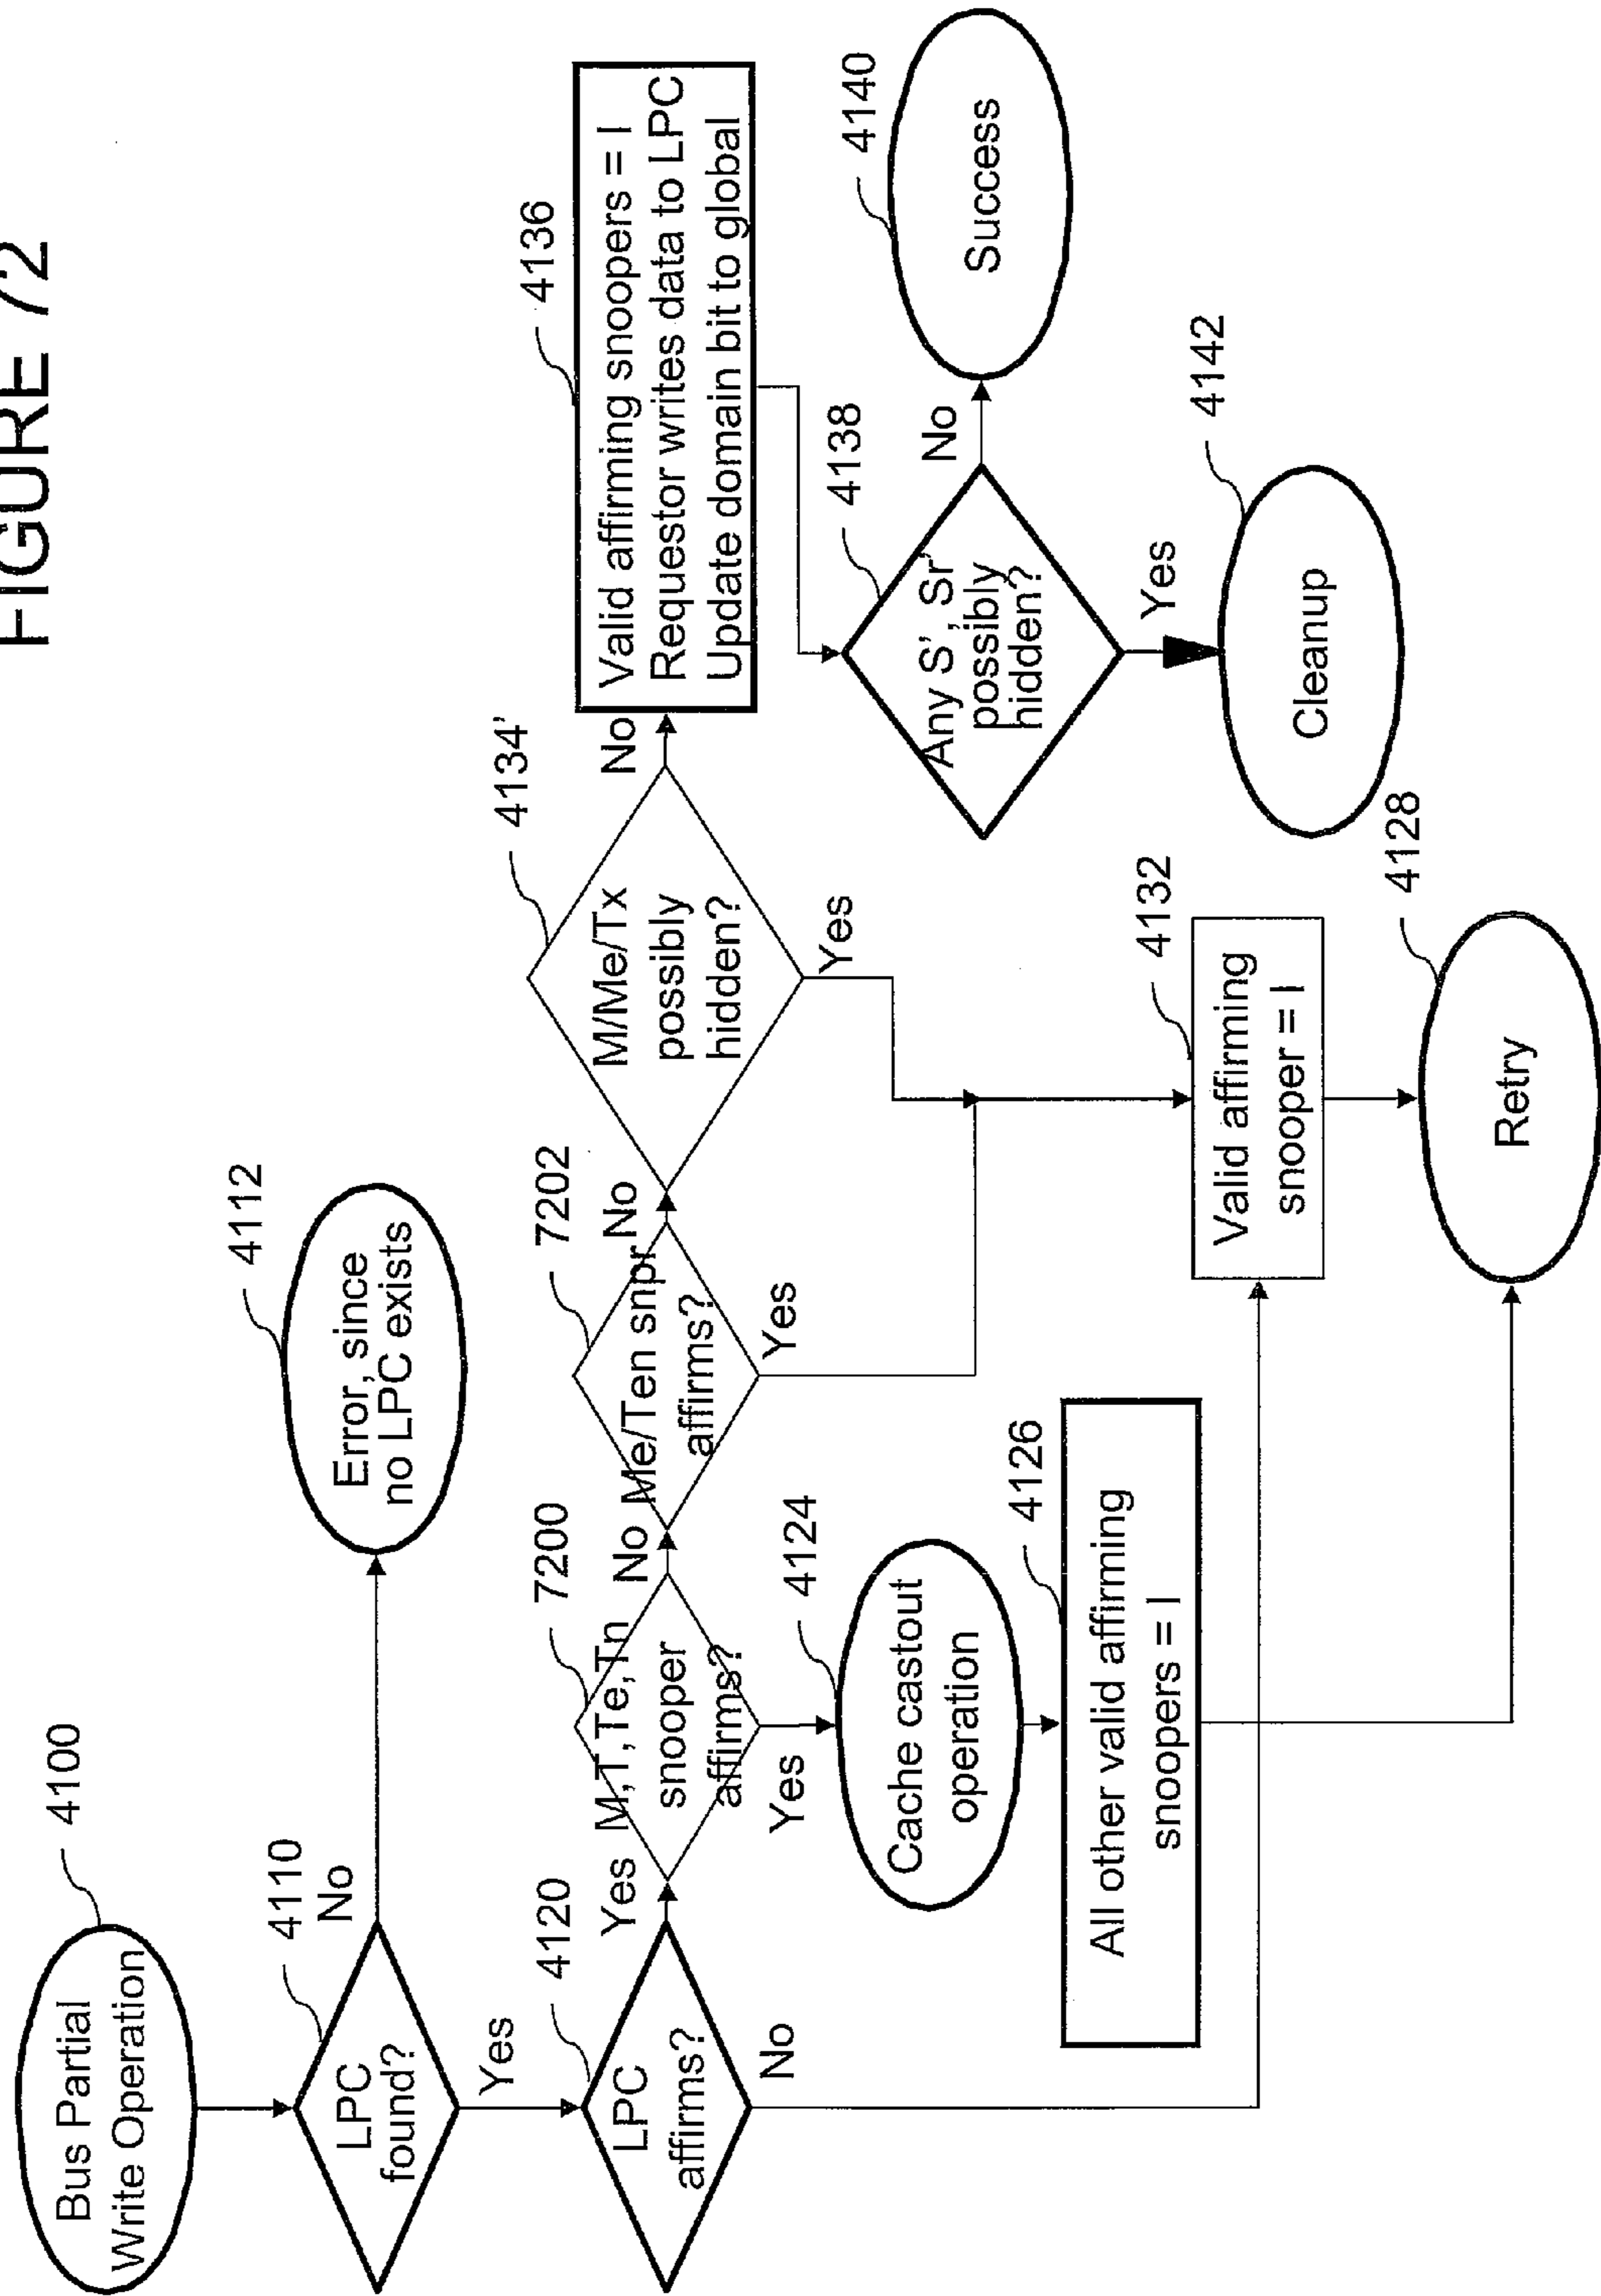 FIGURE 72
4100
Bus Partial
Write Operation
4110
LPC
found?
No
Yes
4112
Error, since
no LPC exists
4120
LPC
affirms?
Yes
No
7200
M,T,Te,Tn
snooper
affirms?
No
Yes
7202
Me/Ten snpr
affirms?
No
Yes
4134'
M/Me/Tx
possibly
hidden?
No
Yes
4136
Valid affirming snoopers = I
Requestor writes data to LPC
Update domain bit to global
4138
Any S', Sr'
possibly
hidden?
No
Yes
4140
Success
4142
Cleanup
4124
Cache castout
operation
4126
All other valid affirming
snoopers = I
4132
Valid affirming
snooper = I
4128
Retry